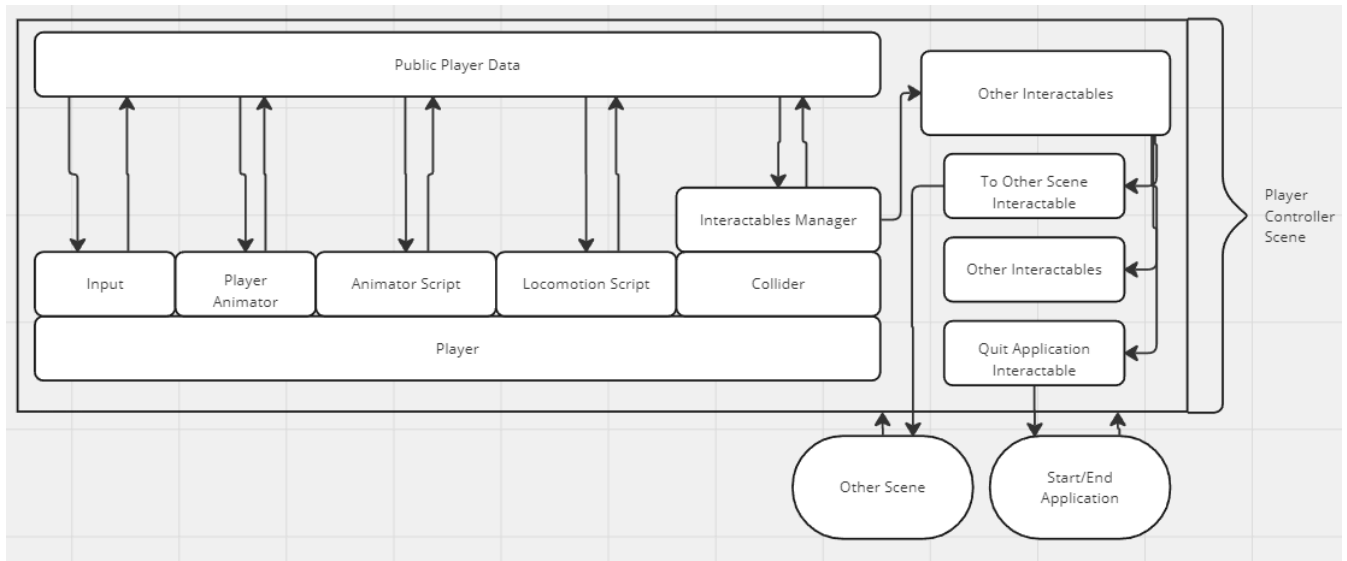 Public Player Data
Other Interactables
To Other Scene
Interactable
Interactables Manager
Player
Controller
Scene
Input
Player
Animator
Animator Script
Locomotion Script
Collider
Other Interactables
Player
Quit Application
Interactable
Other Scene
Start/End
Application